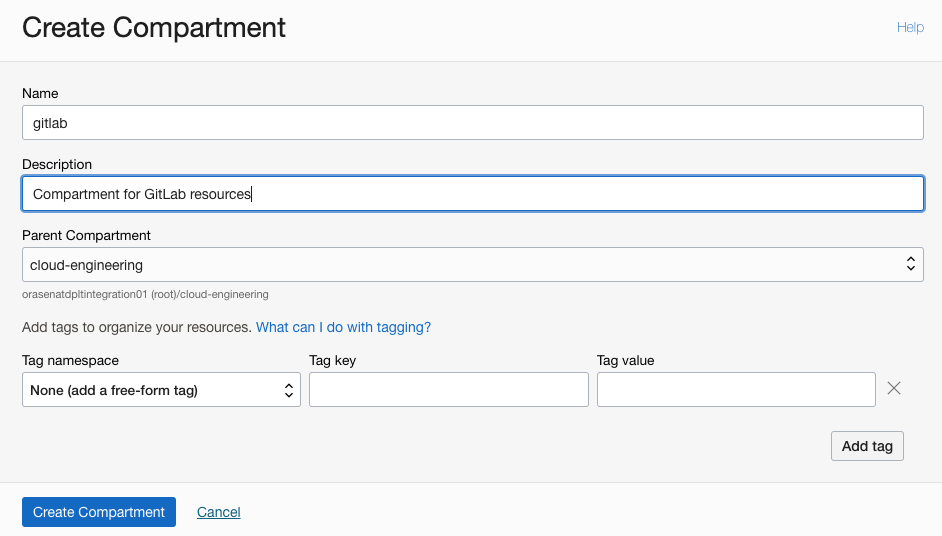 Create Compartment
Help
Name
gitlab
Description
Compartment for GitLab resources
Parent Compartment
cloud-engineering
orasenatdpltintegration01 (root)/cloud-engineering
Add tags to organize your resources. What can I do with tagging?
Tag namespace Tag key Tag value
None (add a free-form tag)
Add tag
Create Compartment Cancel